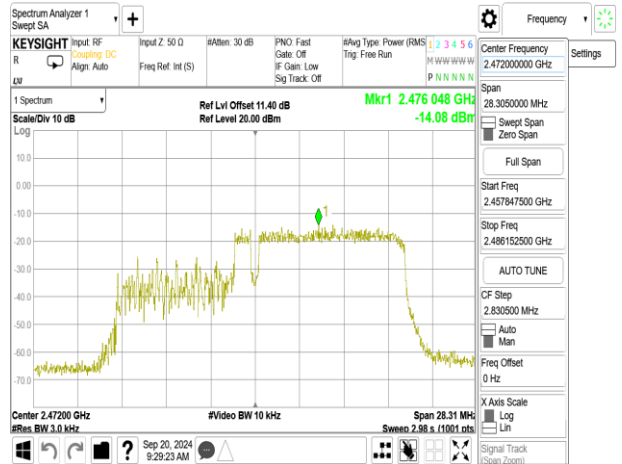 Spectrum Analyzer 1
Swept SA
Frequency
KEYSIGHT
Input: RF
Coupling: DC
Align: Auto
Input Z: 50 Ω
Freq Ref: Int (S)
#Atten: 30 dB
PNO: Fast
Gate: Off
IF Gain: Low
Sig Track: Off
#Avg Type: Power (RMS
Trig: Free Run
1 2 3 4 5 6
M W W W W W
P N N N N N
R
LXI
Center Frequency
2.472000000 GHz
Settings
Span
28.3050000 MHz
Swept Span
Zero Span
Full Span
Start Freq
2.457847500 GHz
Stop Freq
2.486152500 GHz
AUTO TUNE
CF Step
2.830500 MHz
Auto
Man
Freq Offset
0 Hz
X Axis Scale
Log
Lin
Signal Track
(Span Zoom)
1 Spectrum
Scale/Div 10 dB
Log
Ref Lvl Offset 11.40 dB
Ref Level 20.00 dBm
Mkr1 2.476 048 GHz
-14.08 dBm
10.0
0.00
-10.0
-20.0
-30.0
-40.0
-50.0
-60.0
-70.0
1
Center 2.47200 GHz
#Res BW 3.0 kHz
#Video BW 10 kHz
Span 28.31 MHz
Sweep 2.98 s (1001 pts
?
Sep 20, 2024
9:29:23 AM